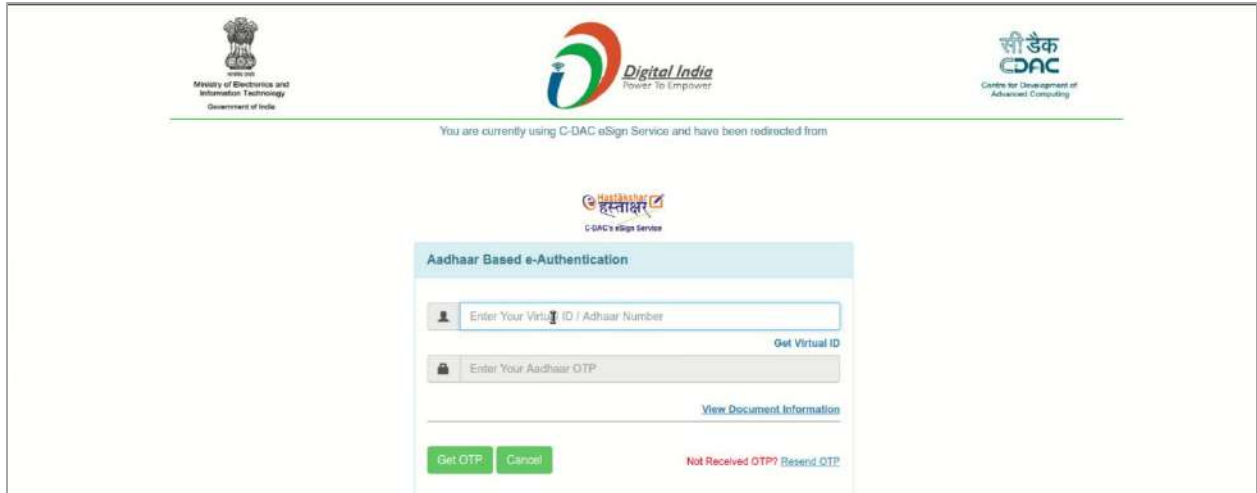 Ministry of Electronics and
Information Technology
Government of India
Digital India
Power To Empower
सी डैक
CDAC
Centre for Development of
Advanced Computing
You are currently using C-DAC eSign Service and have been redirected from
e Hastākshar
हस्ताक्षर
C-DAC's eSign Service
Aadhaar Based e-Authentication
Enter Your Virtual ID / Adhaar Number
Get Virtual ID
Enter Your Aadhaar OTP
View Document Information
Get OTP
Cancel
Not Received OTP? Resend OTP